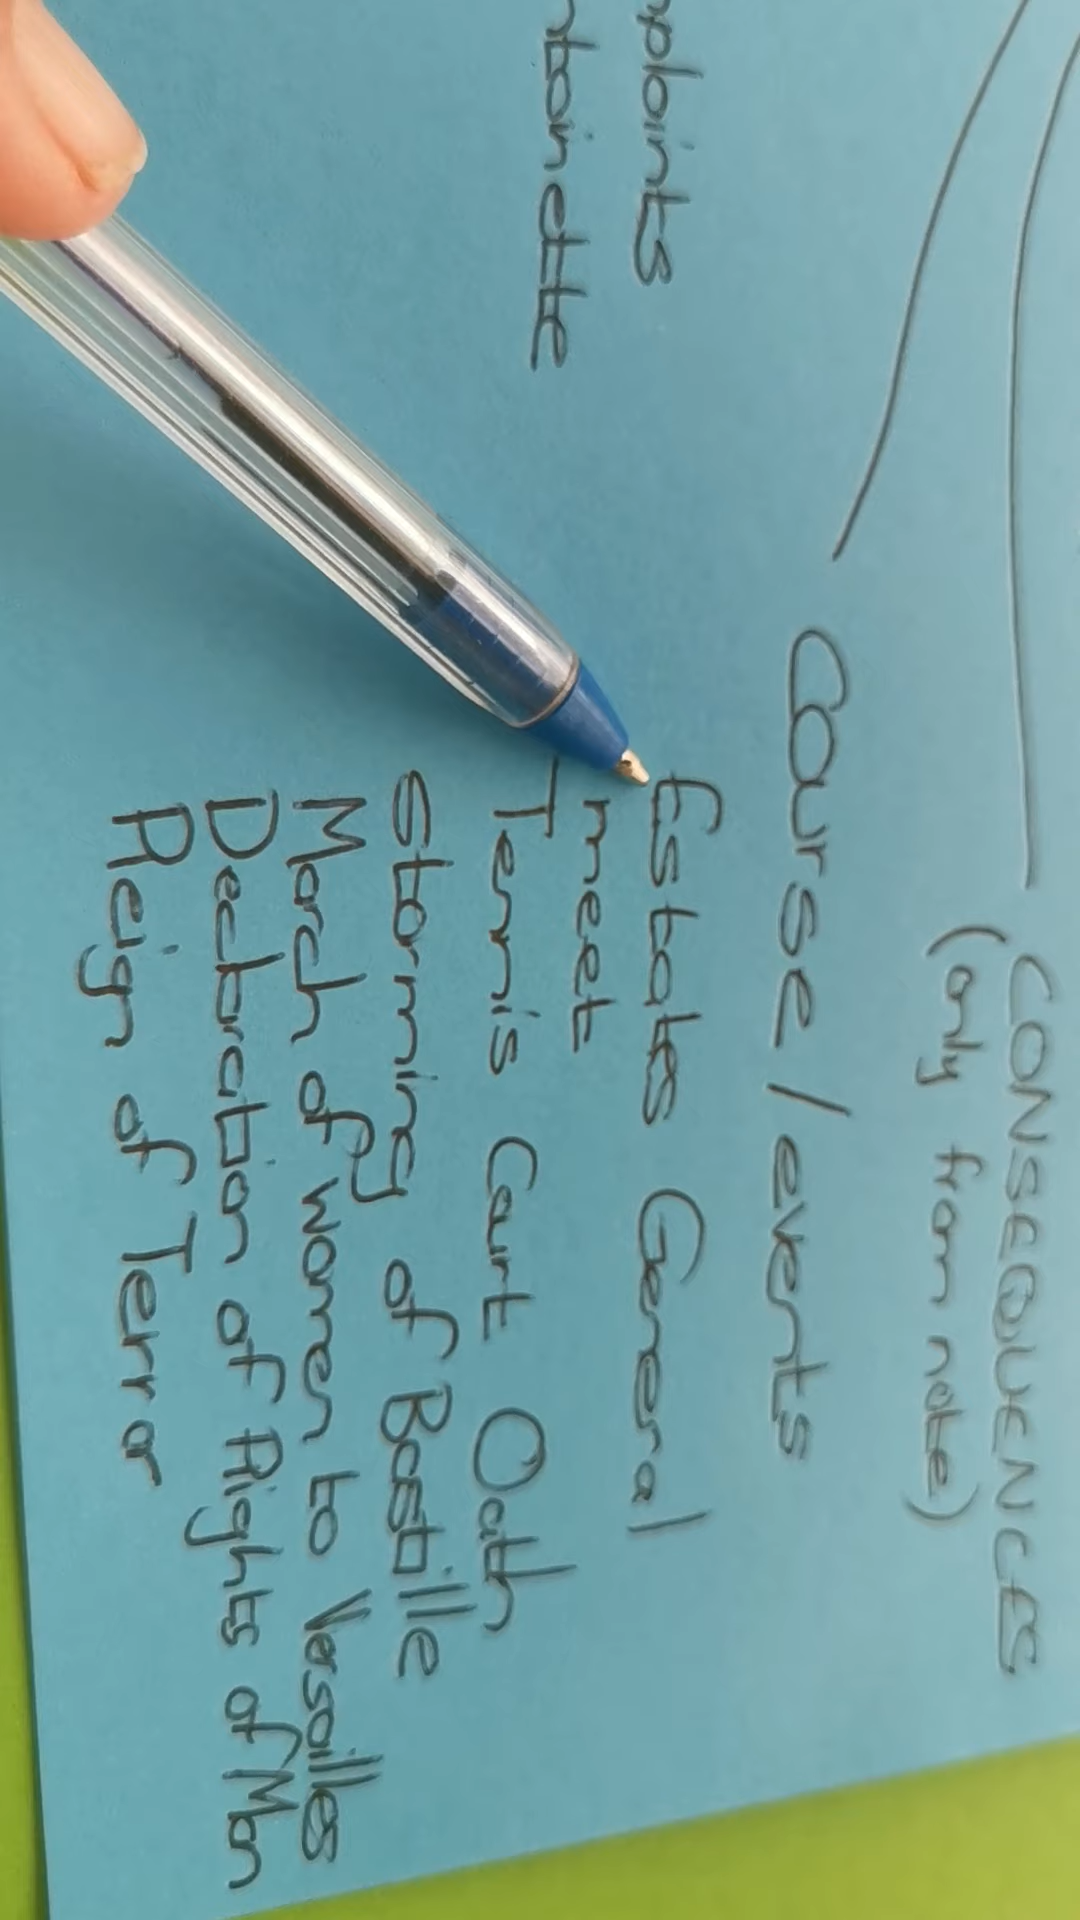 CONSEQUENCES
(only from note)
Course / events
Estates General
meet
Tennis Court Oath
Storming of Bastille
March of Women to Versailles
Declaration of Rights of Man
Reign of Terror